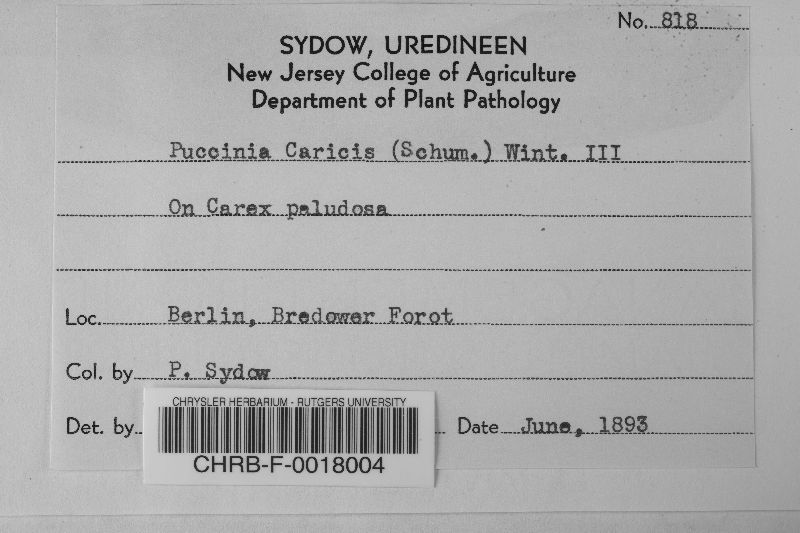 No. 818
SYDOW, UREDINEEN
New Jersey College of Agriculture
Department of Plant Pathology
Puccinia Caricis (Schum.) Wint. III
On Carex paludosa
Loc. Berlin, Bredower Forot
Col. by P. Sydow
Det. by Date June, 1893
CHRYSLER HERBARIUM - RUTGERS UNIVERSITY
CHRB-F-0018004